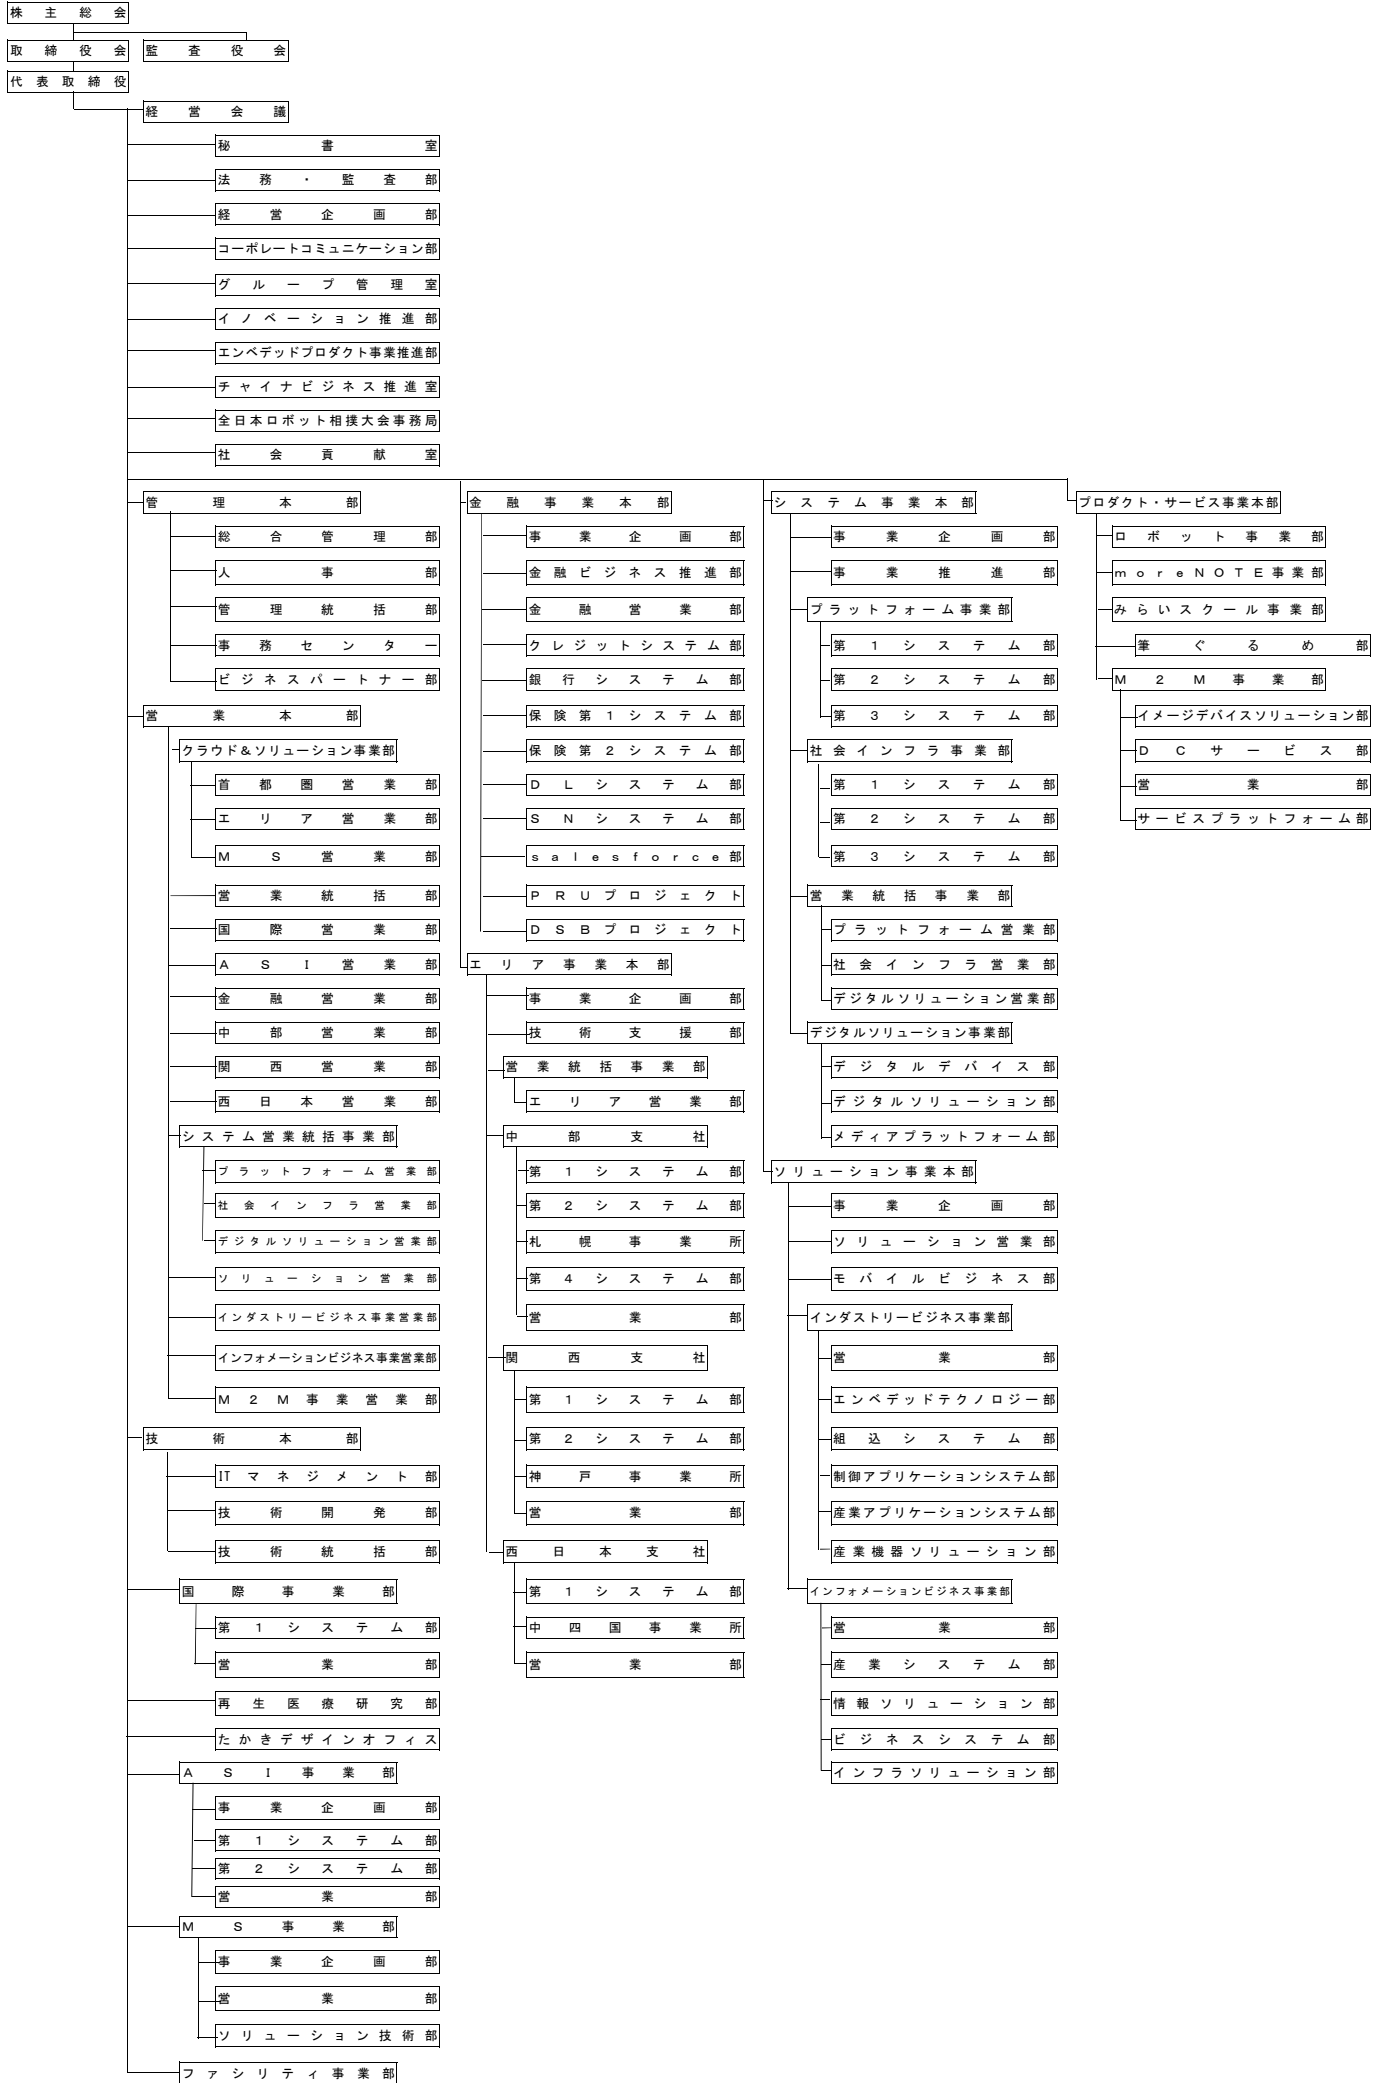 株主総会
取締役会
監査役会
代表取締役
経営会議
秘書室
法務・監査部
経営企画部
コーポレートコミュニケーション部
グループ管理室
イノベーション推進部
エンベデッドプロダクト事業推進部
チャイナビジネス推進室
全日本ロボット相撲大会事務局
社会貢献室
管理本部
総合管理部
人事部
管理統括部
事務センター
ビジネスパートナー部
営業本部
クラウド＆ソリューション事業部
首都圏営業部
エリア営業部
ＭＳ営業部
営業統括部
国際営業部
ＡＳＩ営業部
金融営業部
中部営業部
関西営業部
西日本営業部
システム営業統括事業部
プラットフォーム営業部
社会インフラ営業部
デジタルソリューション営業部
ソリューション営業部
インダストリービジネス事業営業部
インフォメーションビジネス事業営業部
Ｍ２Ｍ事業営業部
技術本部
ITマネジメント部
技術開発部
技術統括部
国際事業部
第１システム部
営業部
再生医療研究部
たかきデザインオフィス
ＡＳＩ事業部
事業企画部
第１システム部
第２システム部
営業部
ＭＳ事業部
事業企画部
営業部
ソリューション技術部
ファシリティ事業部
金融事業本部
事業企画部
金融ビジネス推進部
金融営業部
クレジットシステム部
銀行システム部
保険第１システム部
保険第２システム部
ＤＬシステム部
ＳＮシステム部
ｓａｌｅｓｆｏｒｃｅ部
ＰＲＵプロジェクト
ＤＳＢプロジェクト
エリア事業本部
事業企画部
技術支援部
営業統括事業部
エリア営業部
中部支社
第１システム部
第２システム部
札幌事業所
第４システム部
営業部
関西支社
第１システム部
第２システム部
神戸事業所
営業部
西日本支社
第１システム部
中四国事業所
営業部
システム事業本部
事業企画部
事業推進部
プラットフォーム事業部
第１システム部
第２システム部
第３システム部
社会インフラ事業部
第１システム部
第２システム部
第３システム部
営業統括事業部
プラットフォーム営業部
社会インフラ営業部
デジタルソリューション営業部
デジタルソリューション事業部
デジタルデバイス部
デジタルソリューション部
メディアプラットフォーム部
ソリューション事業本部
事業企画部
ソリューション営業部
モバイルビジネス部
インダストリービジネス事業部
営業部
エンベデッドテクノロジー部
組込システム部
制御アプリケーションシステム部
産業アプリケーションシステム部
産業機器ソリューション部
インフォメーションビジネス事業部
営業部
産業システム部
情報ソリューション部
ビジネスシステム部
インフラソリューション部
プロダクト・サービス事業本部
ロボット事業部
ｍｏｒｅＮＯＴＥ事業部
みらいスクール事業部
筆ぐるめ部
Ｍ２Ｍ事業部
イメージデバイスソリューション部
ＤＣサービス部
営業部
サービスプラットフォーム部